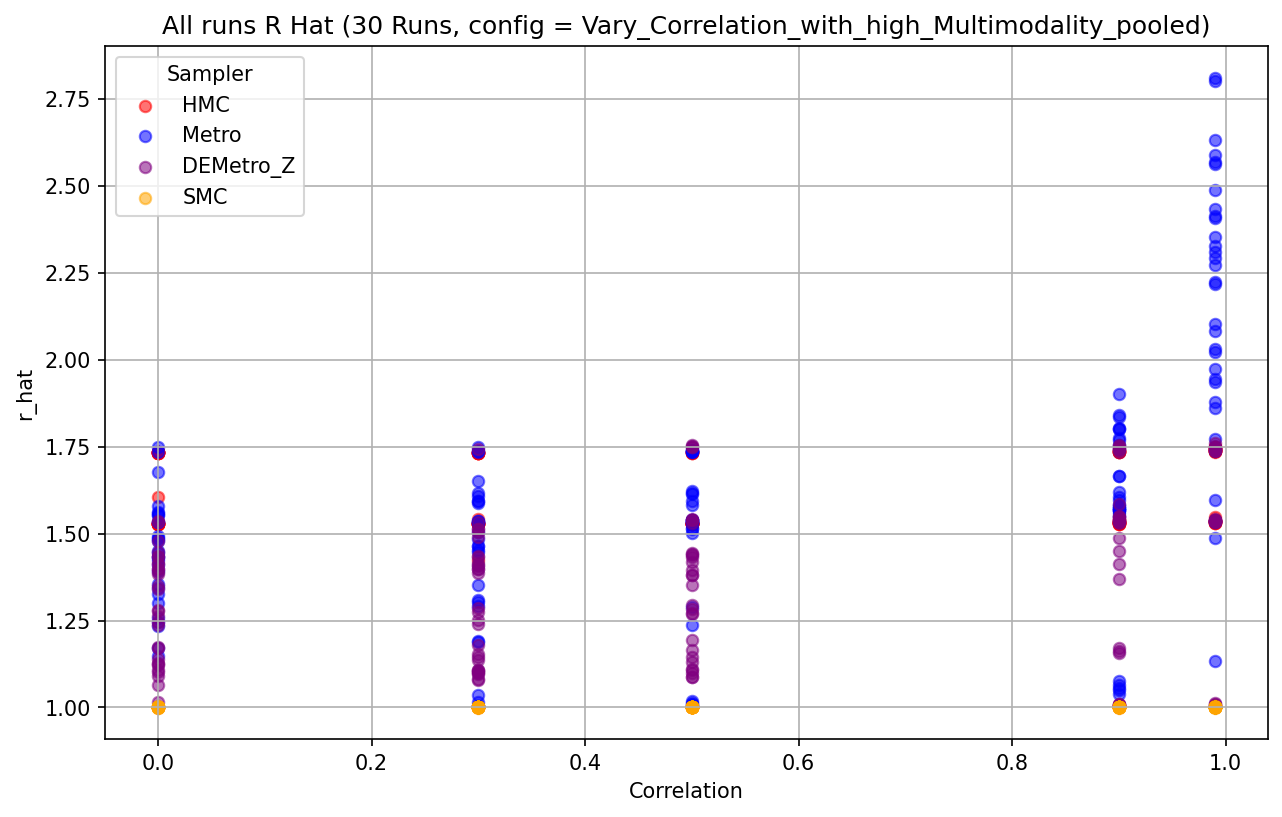 All runs R Hat (30 Runs, config = Vary_Correlation_with_high_Multimodality_pooled)
Sampler
HMC
Metro
DEMetro_Z
SMC
2.75
2.50
2.25
2.00
1.75
1.50
1.25
1.00
r_hat
0.0 0.2 0.4 0.6 0.8 1.0
Correlation